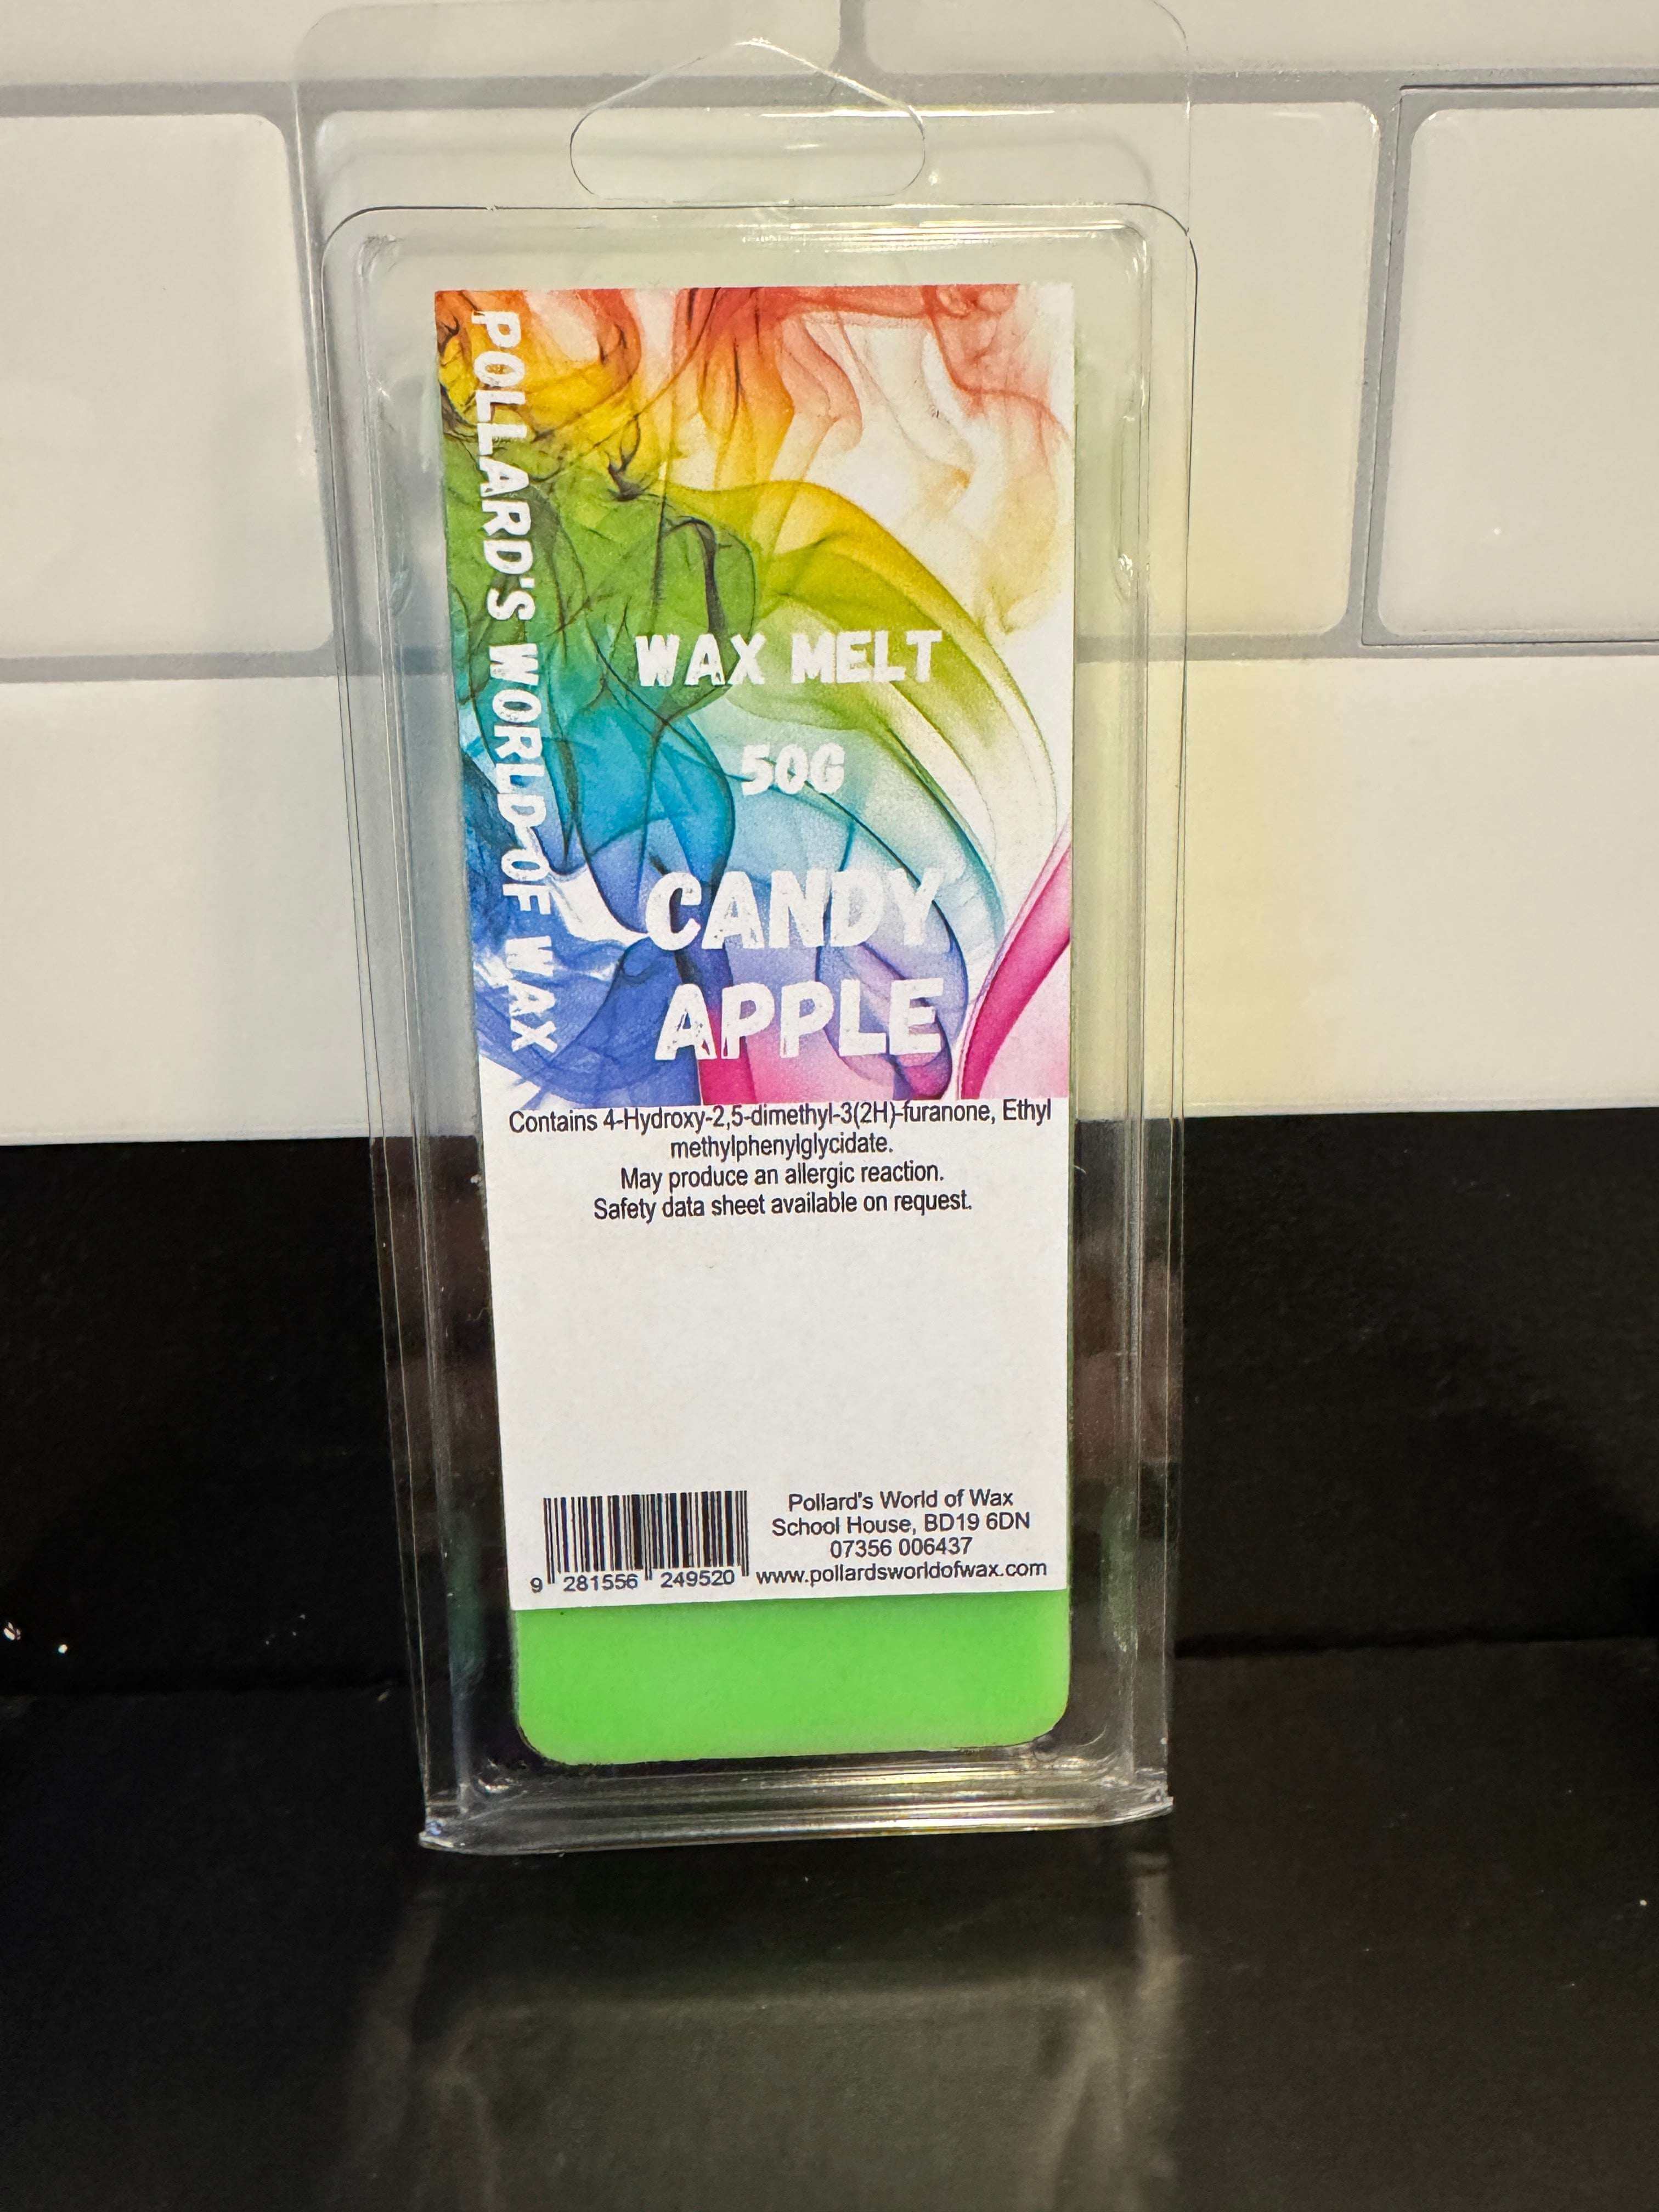 POLLARD'S WORLD OF WAX
WAX MELT
50G
CANDY
APPLE
Contains 4-Hydroxy-2,5-dimethyl-3(2H)-furanone, Ethyl
methylphenylglycidate.
May produce an allergic reaction.
Safety data sheet available on request.
9 281556 249520
Pollard's World of Wax
School House, BD19 6DN
07356 006437
www.pollardsworldofwax.com